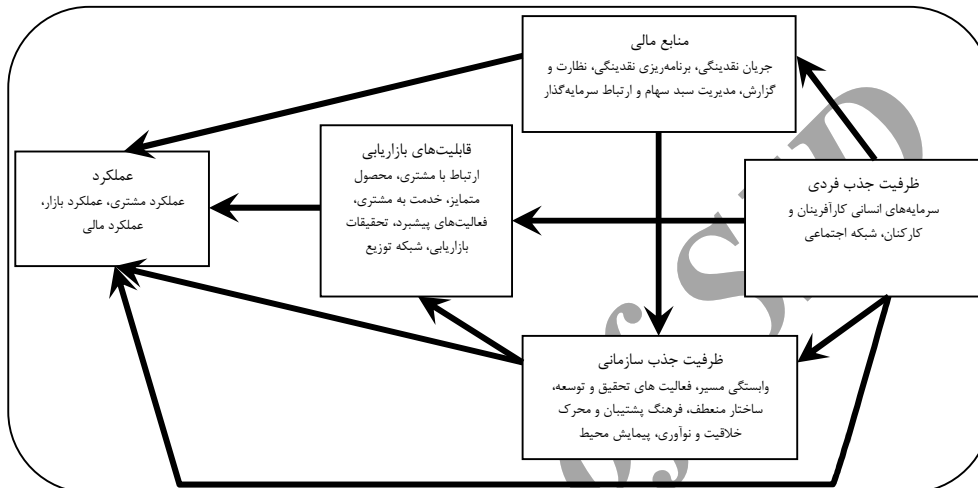 منابع مالی
جریان نقدینگی، برنامه‌ریزی نقدینگی، نظارت و
گزارش، مدیریت سبد سهام و ارتباط سرمایه‌گذار
ظرفیت جذب فردی
سرمایه‌های انسانی کارآفرینان و
کارکنان، شبکه اجتماعی
قابلیت‌های بازاریابی
ارتباط با مشتری، محصول
متمایز، خدمت به مشتری،
فعالیت‌های پیشبرد، تحقیقات
بازاریابی، شبکه توزیع
عملکرد
عملکرد مشتری، عملکرد بازار،
عملکرد مالی
ظرفیت جذب سازمانی
وابستگی مسیر، فعالیت های تحقیق و توسعه،
ساختار منعطف، فرهنگ پشتیبان و محرک
خلاقیت و نوآوری، پیمایش محیط
of SID